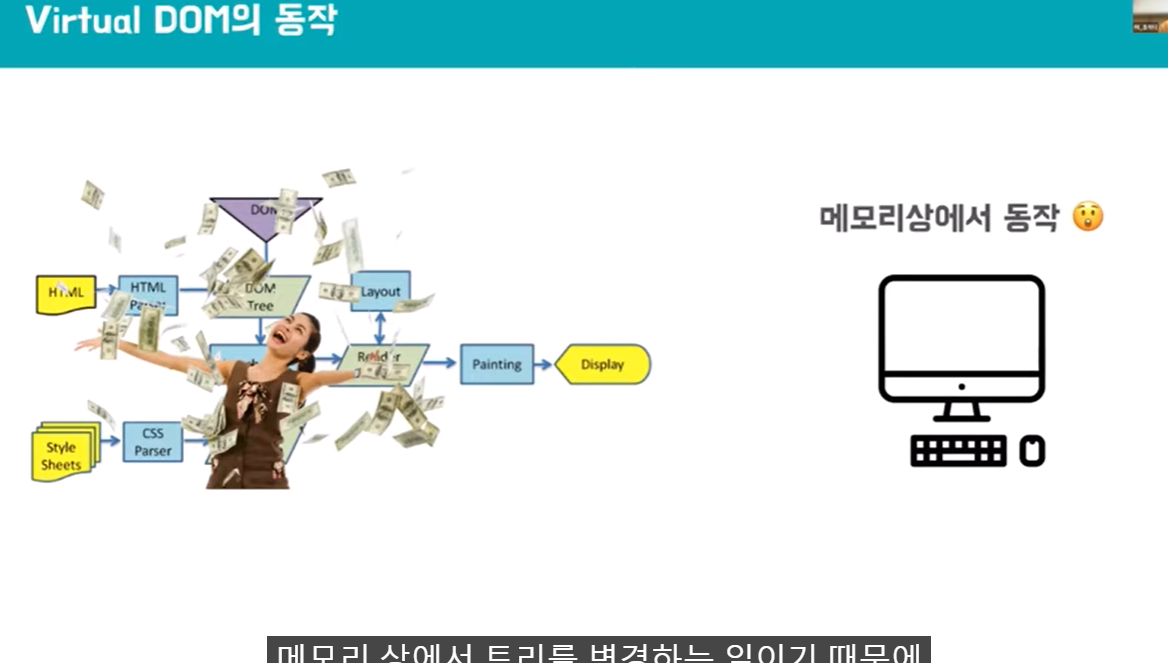 Virtual DOM의 동작
메모리상에서 동작
DOM
HTML
HTML
Parser
DOM
Tree
Layout
Render
Painting
Display
Style
Sheets
CSS
Parser
메모리 상에서 트리를 변경하는 일이기 때문에